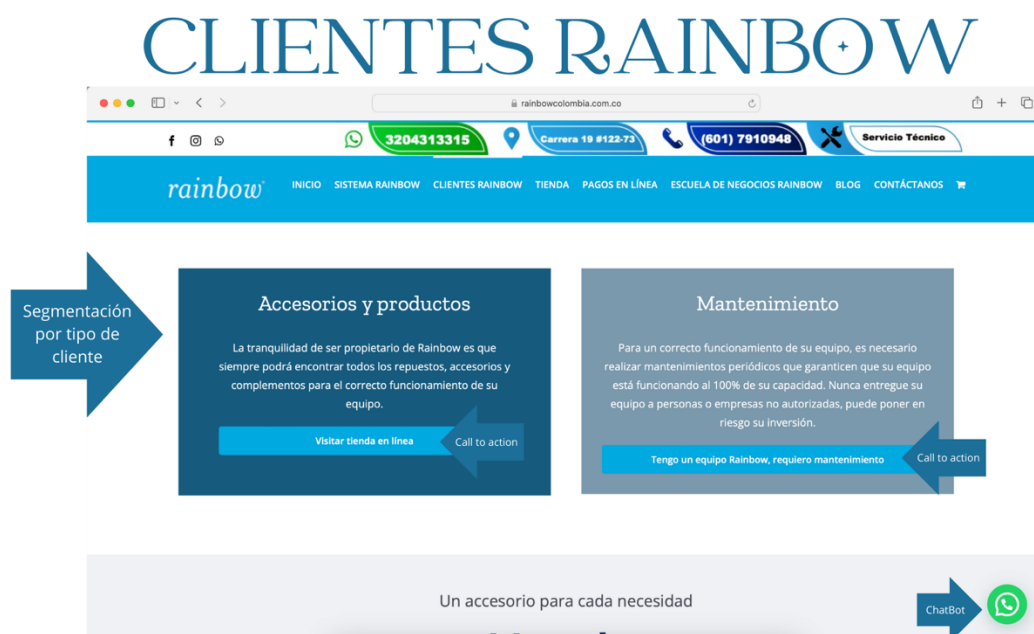 CLIENTES RAINBOW
rainbowcolombia.com.co
3204313315
Carrera 19 #122-73
(601) 7910948
Servicio Técnico
rainbow
INICIO SISTEMA RAINBOW CLIENTES RAINBOW TIENDA PAGOS EN LÍNEA ESCUELA DE NEGOCIOS RAINBOW BLOG CONTÁCTANOS
Segmentación
por tipo de
cliente
Accesorios y productos
La tranquilidad de ser propietario de Rainbow es que
siempre podrá encontrar todos los repuestos, accesorios y
complementos para el correcto funcionamiento de su
equipo.
Visitar tienda en línea
Call to action
Mantenimiento
Para un correcto funcionamiento de su equipo, es necesario
realizar mantenimientos periódicos que garanticen que su equipo
está funcionando al 100% de su capacidad. Nunca entregue su
equipo a personas o empresas no autorizadas, puede poner en
riesgo su inversión.
Tengo un equipo Rainbow, requiero mantenimiento
Call to action
Un accesorio para cada necesidad
ChatBot